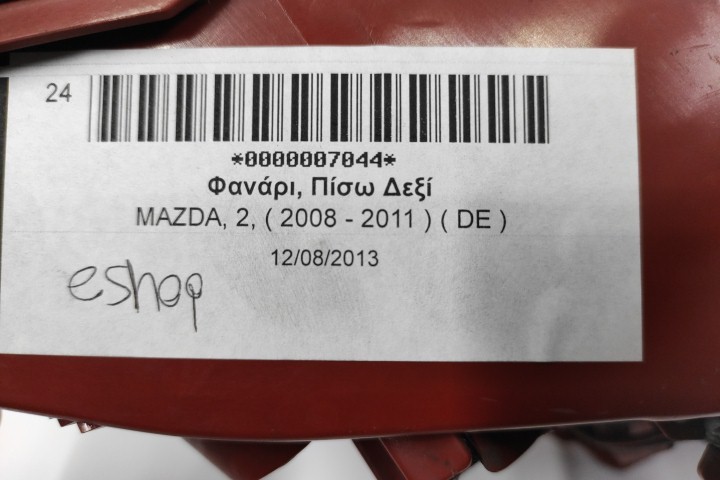 24
*0000007044*
Φανάρι, Πίσω Δεξί
MAZDA, 2, ( 2008 - 2011 ) ( DE )
12/08/2013
eshop